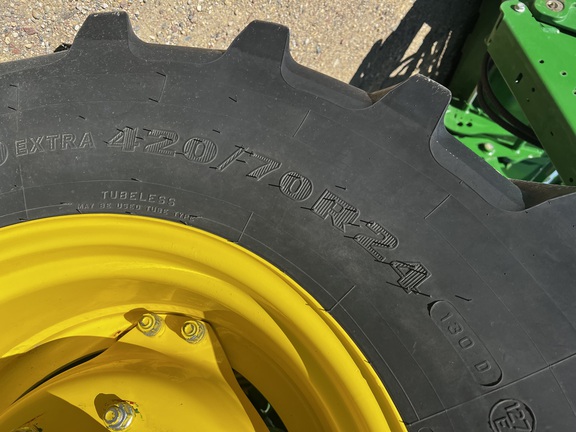 EXTRA 420/70R24
TUBELESS
MAY BE USED TUBE TYPE
130 D
E